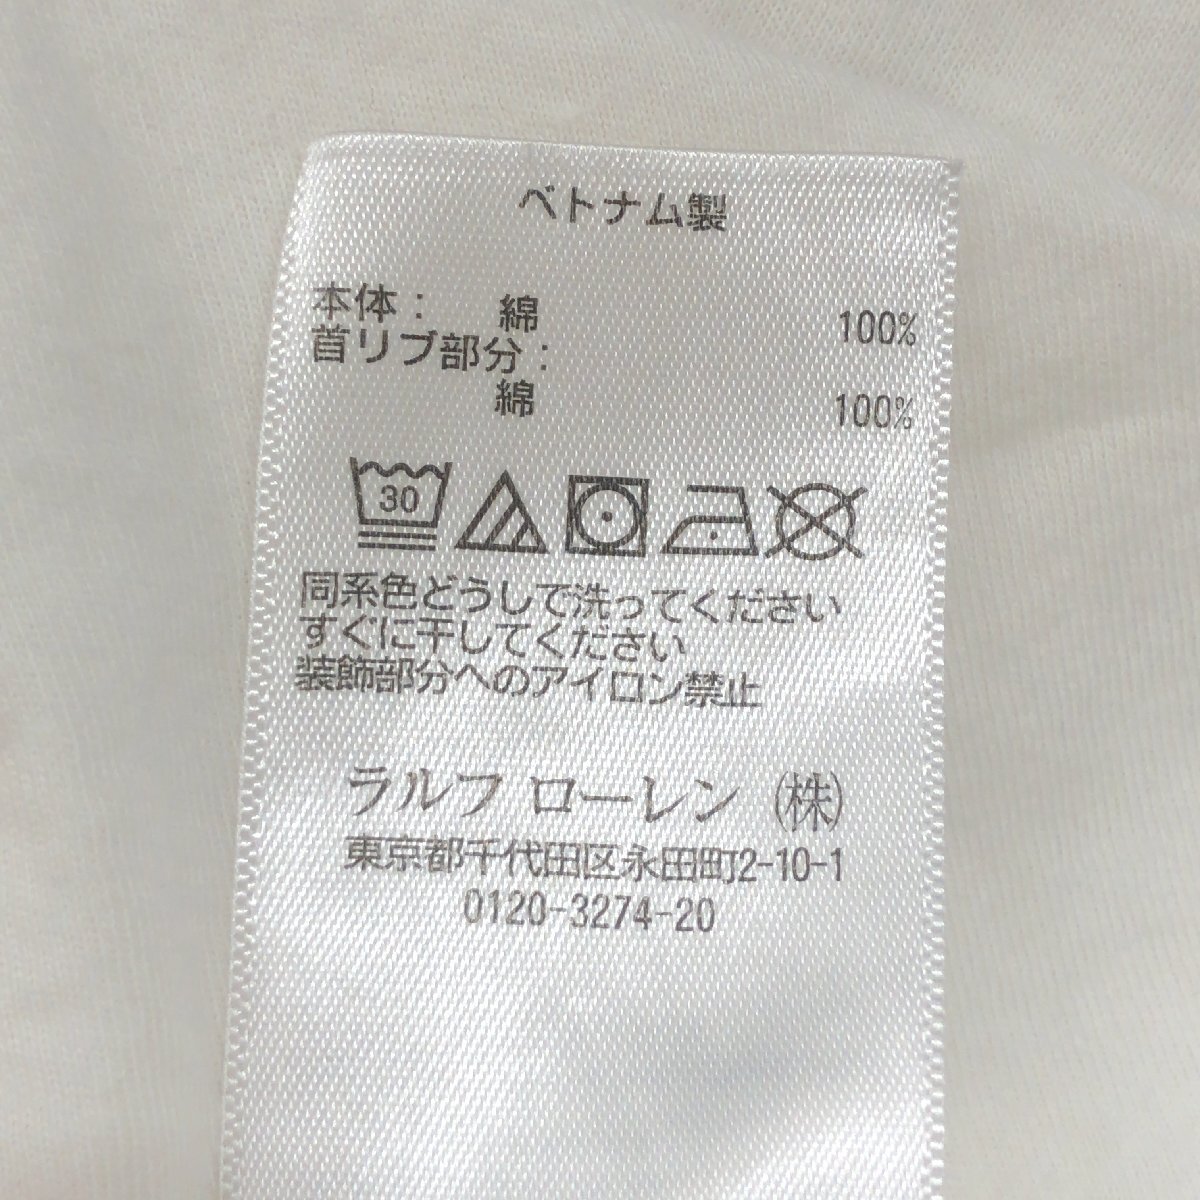 ベトナム製
本体： 綿 100%
首リブ部分：
綿 100%
30
同系色どうしで洗ってください
すぐに干してください
装飾部分へのアイロン禁止
ラルフ ローレン (株)
東京都千代田区永田町2-10-1
0120-3274-20